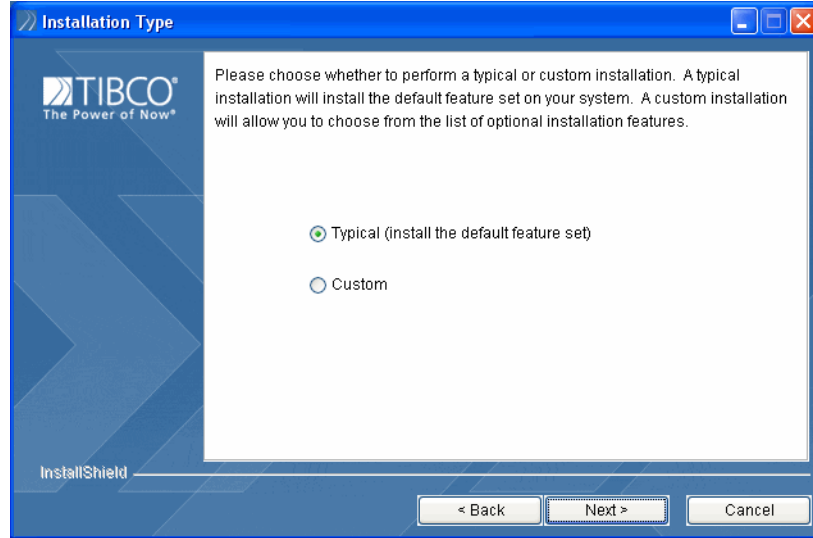 Installation Type
TIBCO®
The Power of Now®
Please choose whether to perform a typical or custom installation. A typical
installation will install the default feature set on your system. A custom installation
will allow you to choose from the list of optional installation features.
Typical (install the default feature set)
Custom
InstallShield
< Back
Next >
Cancel